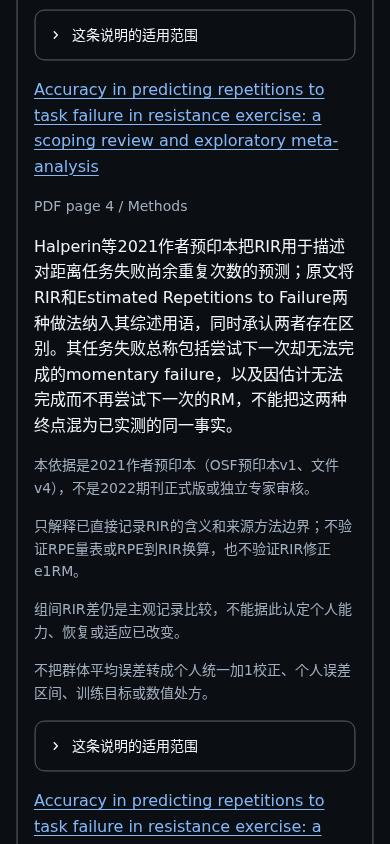 这条说明的适用范围
Accuracy in predicting repetitions to
task failure in resistance exercise: a
scoping review and exploratory meta-
analysis
PDF page 4 / Methods
Halperin等2021作者预印本把RIR用于描述
对距离任务失败尚余重复次数的预测；原文将
RIR和Estimated Repetitions to Failure两
种做法纳入其综述用语，同时承认两者存在区
别。其任务失败总称包括尝试下一次却无法完
成的momentary failure，以及因估计无法
完成而不再尝试下一次的RM，不能把这两种
终点混为已实测的同一事实。
本依据是2021作者预印本（OSF预印本v1、文件
v4），不是2022期刊正式版或独立专家审核。
只解释已直接记录RIR的含义和来源方法边界；不验
证RPE量表或RPE到RIR换算，也不验证RIR修正
e1RM。
组间RIR差仍是主观记录比较，不能据此认定个人能
力、恢复或适应已改变。
不把群体平均误差转成个人统一加1校正、个人误差
区间、训练目标或数值处方。
这条说明的适用范围
Accuracy in predicting repetitions to
task failure in resistance exercise: a